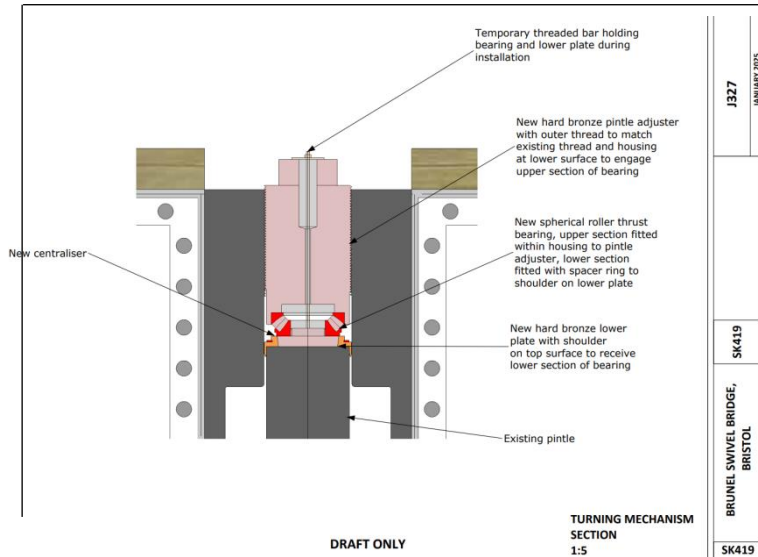 Temporary threaded bar holding
bearing and lower plate during
installation
New hard bronze pintle adjuster
with outer thread to match
existing thread and housing
at lower surface to engage
upper section of bearing
New spherical roller thrust
bearing, upper section fitted
within housing to pintle
adjuster, lower section
fitted with spacer ring to
shoulder on lower plate
New centraliser
New hard bronze lower
plate with shoulder
on top surface to receive
lower section of bearing
Existing pintle
DRAFT ONLY
TURNING MECHANISM
SECTION
1:5
J327
JANUARY 2025
SK419
BRUNEL SWIVEL BRIDGE,
BRISTOL
SK419